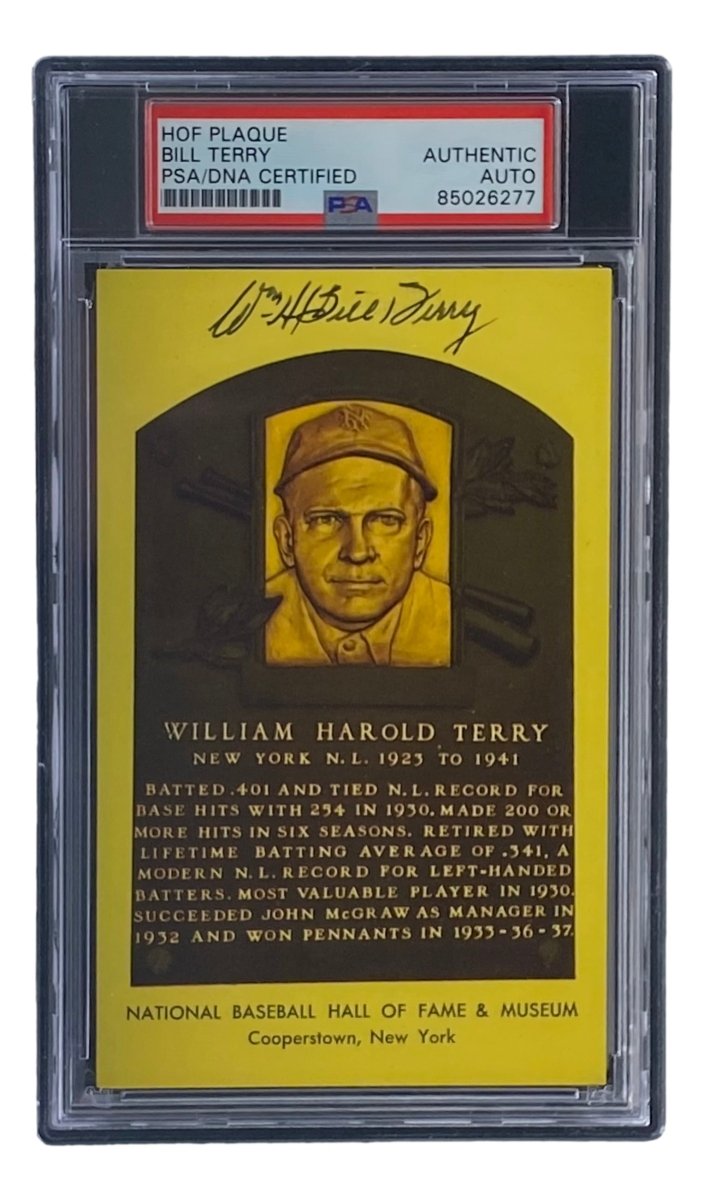 HOF PLAQUE
BILL TERRY
PSA/DNA CERTIFIED
AUTHENTIC
AUTO
85026277
PSA
Wm H "Bill" Terry
NY
WILLIAM HAROLD TERRY
NEW YORK N.L. 1923 TO 1941
BATTED .401 AND TIED N.L. RECORD FOR
BASE HITS WITH 254 IN 1930. MADE 200 OR
MORE HITS IN SIX SEASONS. RETIRED WITH
LIFETIME BATTING AVERAGE OF .341, A
MODERN N.L. RECORD FOR LEFT-HANDED
BATTERS. MOST VALUABLE PLAYER IN 1930.
SUCCEEDED JOHN McGRAW AS MANAGER IN
1932 AND WON PENNANTS IN 1933-36-37.
NATIONAL BASEBALL HALL OF FAME & MUSEUM
Cooperstown, New York